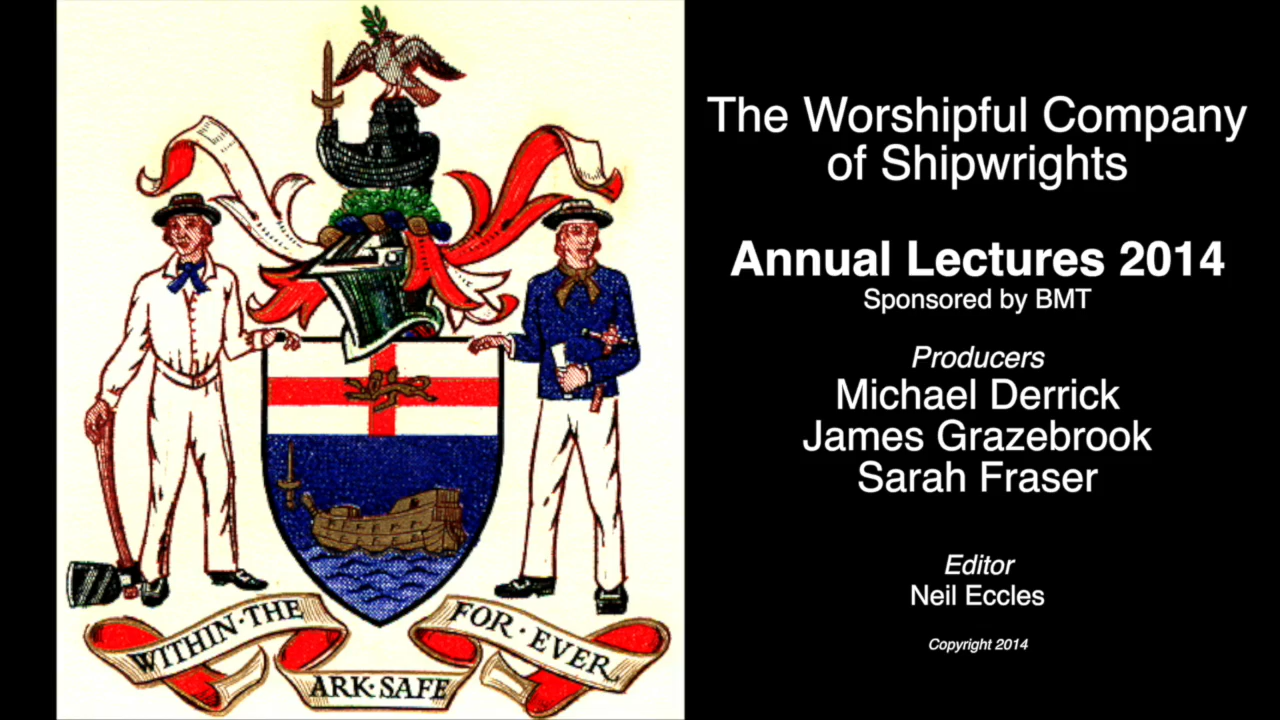 The Worshipful Company
of Shipwrights
Annual Lectures 2014
Sponsored by BMT
Producers
Michael Derrick
James Grazebrook
Sarah Fraser
Editor
Neil Eccles
Copyright 2014
WITHIN·THE
ARK·SAFE
FOR·EVER